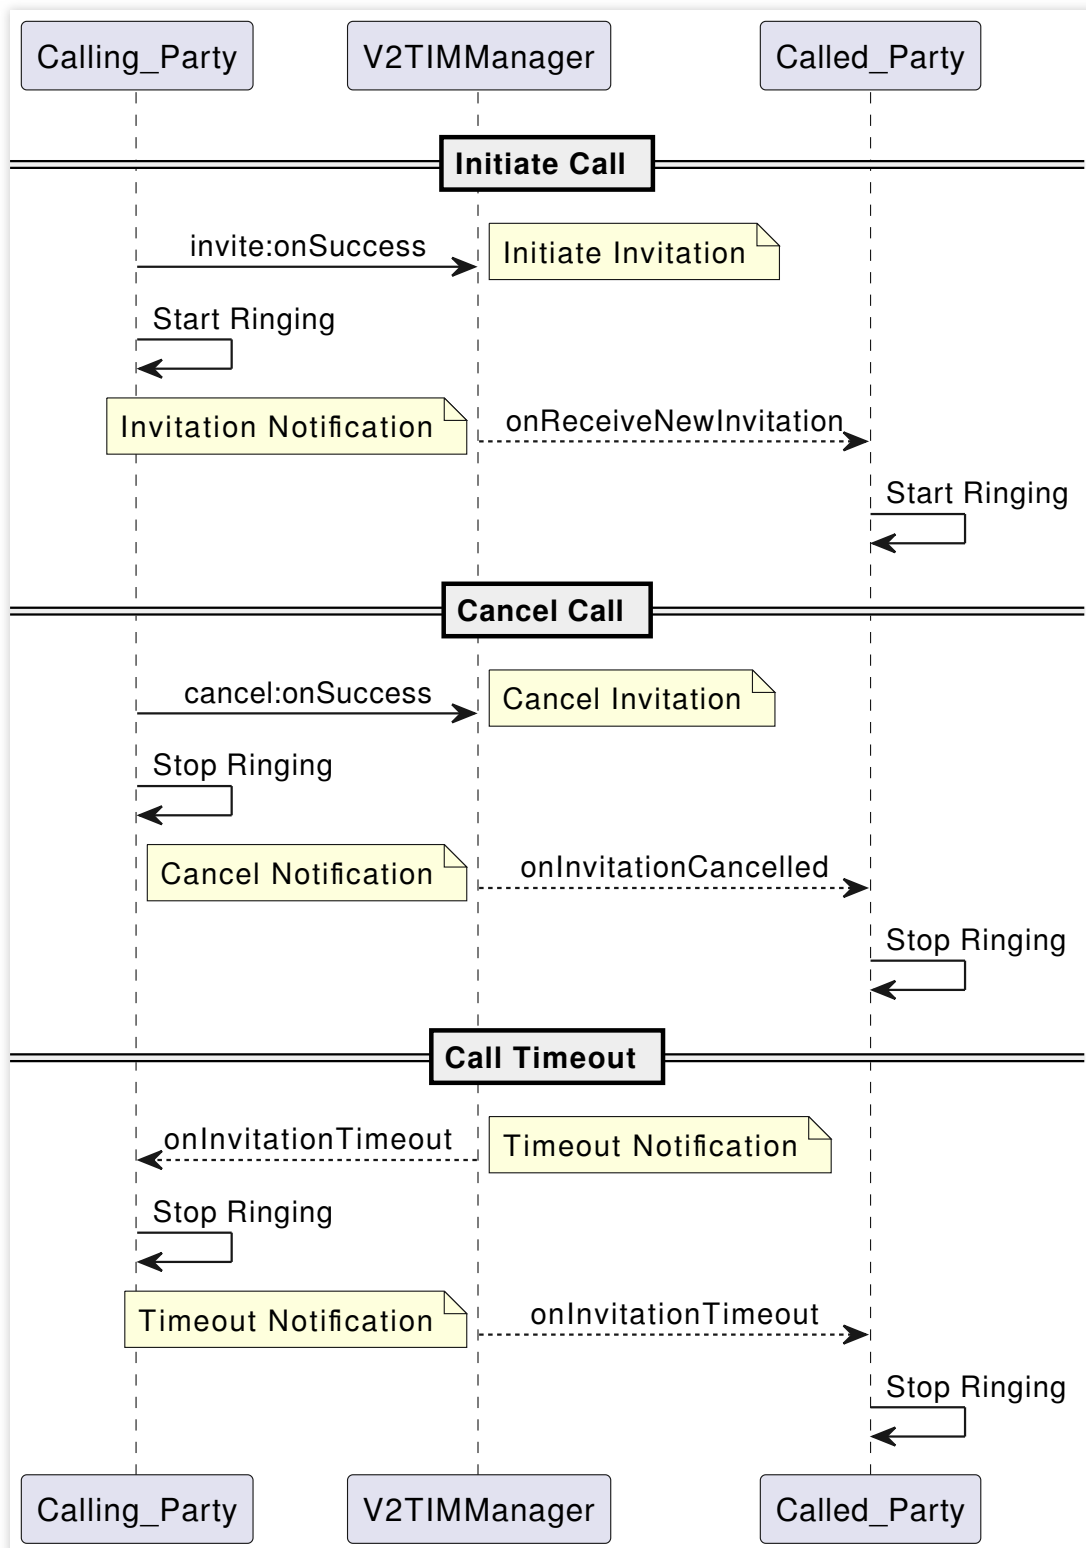 Calling_Party
V2TIMManager
Called_Party
Initiate Call
invite:onSuccess
Initiate Invitation
Start Ringing
Invitation Notification
onReceiveNewInvitation
Start Ringing
Cancel Call
cancel:onSuccess
Cancel Invitation
Stop Ringing
Cancel Notification
onInvitationCancelled
Stop Ringing
Call Timeout
onInvitationTimeout
Timeout Notification
Stop Ringing
Timeout Notification
onInvitationTimeout
Stop Ringing
Calling_Party
V2TIMManager
Called_Party